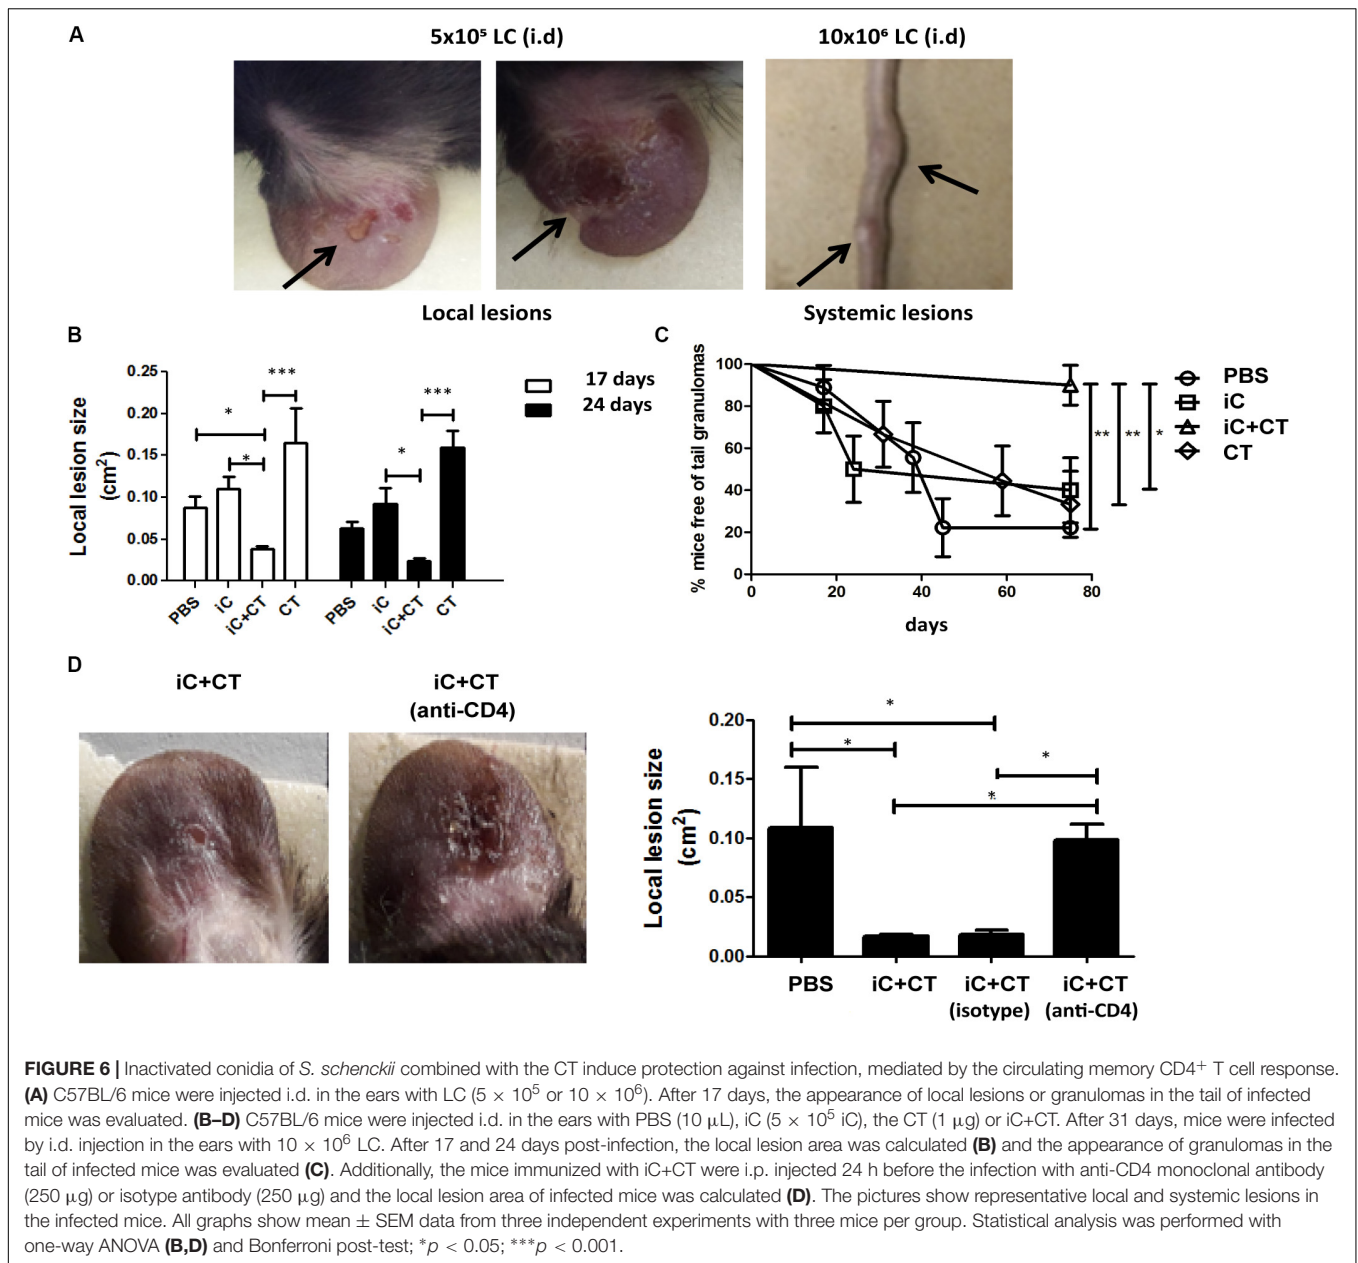 A
5x10⁵ LC (i.d)
10x10⁶ LC (i.d)
Local lesions
Systemic lesions
B
Local lesion size
(cm²)
0.25
0.20
0.15
0.10
0.05
0.00
*
*
***
*
***
PBS
iC
iC+CT
CT
PBS
iC
iC+CT
CT
17 days
24 days
C
% mice free of tail granulomas
100
80
60
40
20
0
0
20
40
60
80
days
**
**
*
PBS
iC
iC+CT
CT
D
iC+CT
iC+CT
(anti-CD4)
Local lesion size
(cm²)
0.20
0.15
0.10
0.05
0.00
*
*
*
*
PBS
iC+CT
iC+CT
(isotype)
iC+CT
(anti-CD4)
FIGURE 6 | Inactivated conidia of S. schenckii combined with the CT induce protection against infection, mediated by the circulating memory CD4⁺ T cell response.
(A) C57BL/6 mice were injected i.d. in the ears with LC (5 × 10⁵ or 10 × 10⁶). After 17 days, the appearance of local lesions or granulomas in the tail of infected
mice was evaluated. (B–D) C57BL/6 mice were injected i.d. in the ears with PBS (10 μL), iC (5 × 10⁵ iC), the CT (1 μg) or iC+CT. After 31 days, mice were infected
by i.d. injection in the ears with 10 × 10⁶ LC. After 17 and 24 days post-infection, the local lesion area was calculated (B) and the appearance of granulomas in the
tail of infected mice was evaluated (C). Additionally, the mice immunized with iC+CT were i.p. injected 24 h before the infection with anti-CD4 monoclonal antibody
(250 μg) or isotype antibody (250 μg) and the local lesion area of infected mice was calculated (D). The pictures show representative local and systemic lesions in
the infected mice. All graphs show mean ± SEM data from three independent experiments with three mice per group. Statistical analysis was performed with
one-way ANOVA (B,D) and Bonferroni post-test; *p < 0.05; ***p < 0.001.